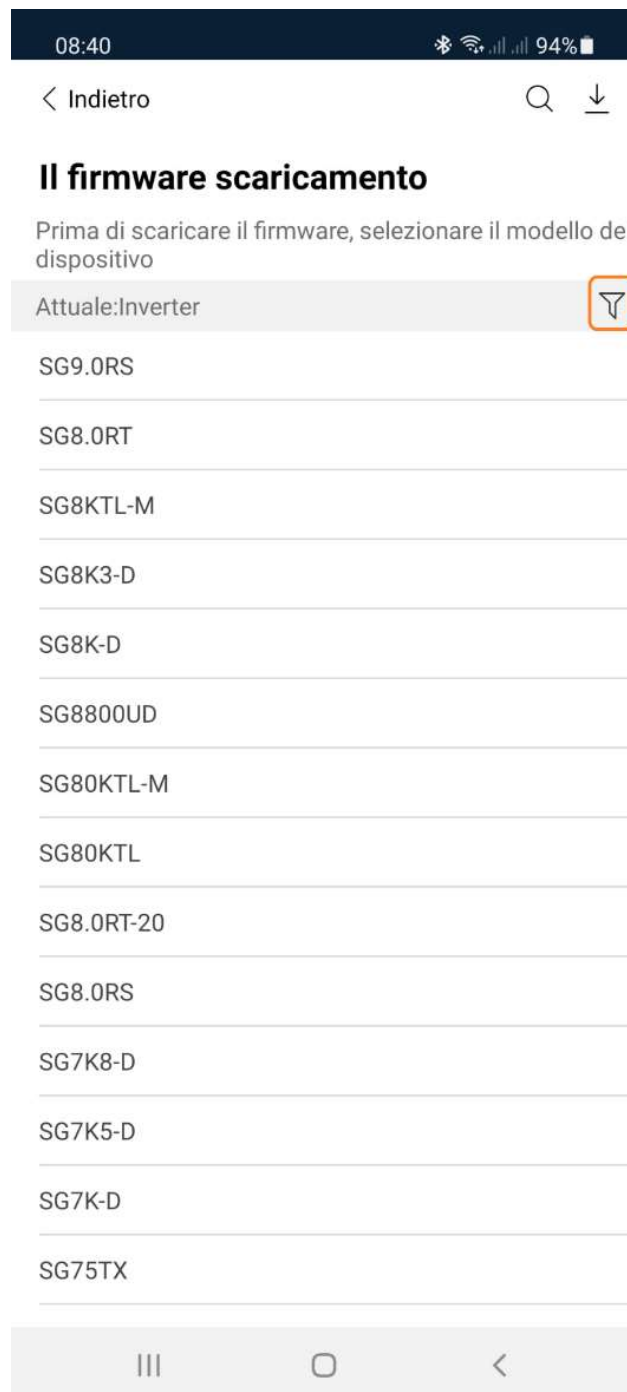 08:40 94%
Indietro
Il firmware scaricamento
Prima di scaricare il firmware, selezionare il modello de
dispositivo
Attuale:Inverter
SG9.0RS
SG8.0RT
SG8KTL-M
SG8K3-D
SG8K-D
SG8800UD
SG80KTL-M
SG80KTL
SG8.0RT-20
SG8.0RS
SG7K8-D
SG7K5-D
SG7K-D
SG75TX